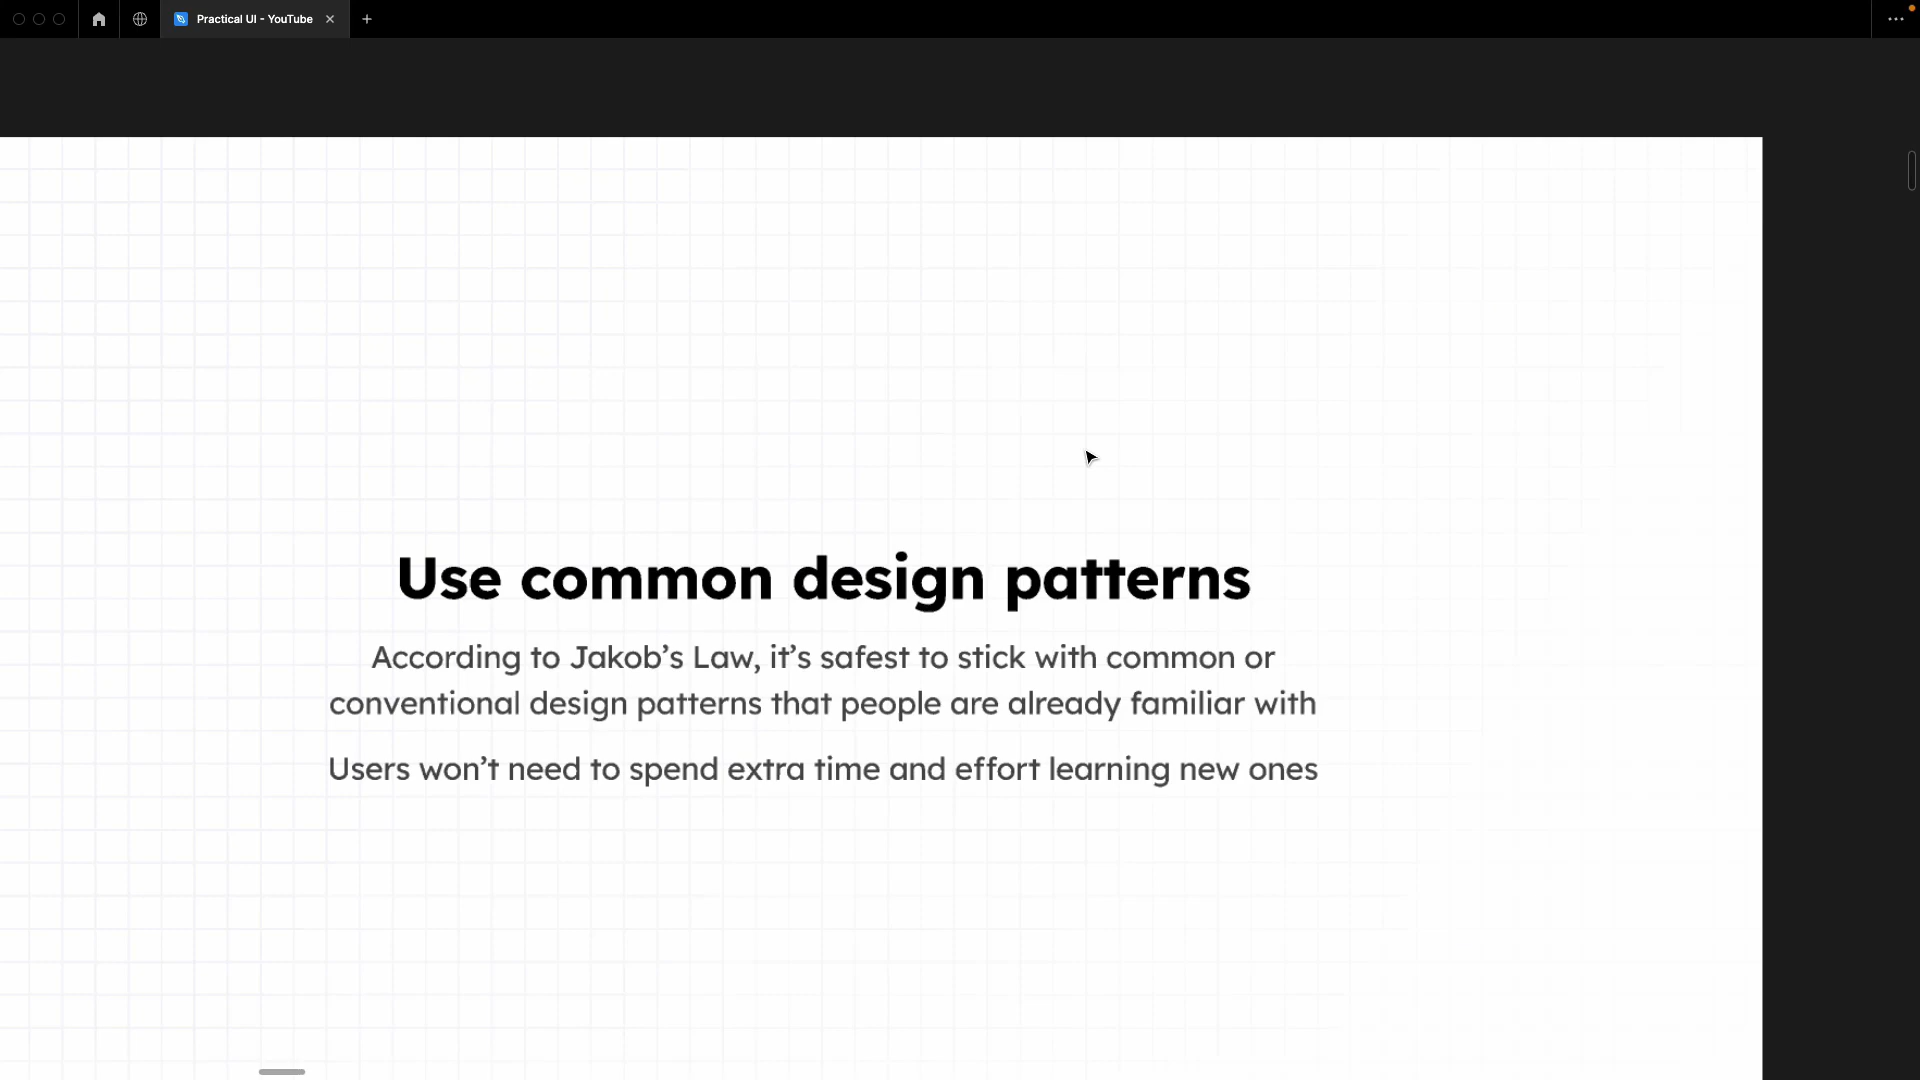 Practical UI - YouTube
Use common design patterns
According to Jakob’s Law, it’s safest to stick with common or
conventional design patterns that people are already familiar with
Users won’t need to spend extra time and effort learning new ones